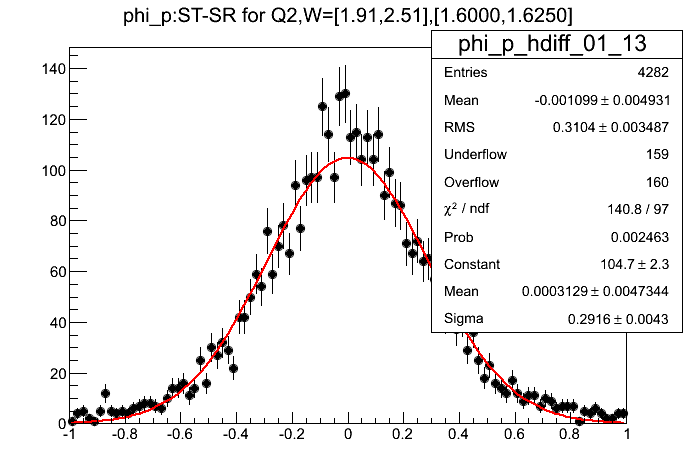 phi_p:ST-SR for Q2,W=[1.91,2.51],[1.6000,1.6250]
phi_p_hdiff_01_13
Entries 4282
Mean -0.001099 ± 0.004931
RMS 0.3104 ± 0.003487
Underflow 159
Overflow 160
χ² / ndf 140.8 / 97
Prob 0.002463
Constant 104.7 ± 2.3
Mean 0.0003129 ± 0.0047344
Sigma 0.2916 ± 0.0043
140
120
100
80
60
40
20
0
-1 -0.8 -0.6 -0.4 -0.2 0 0.2 0.4 0.6 0.8 1